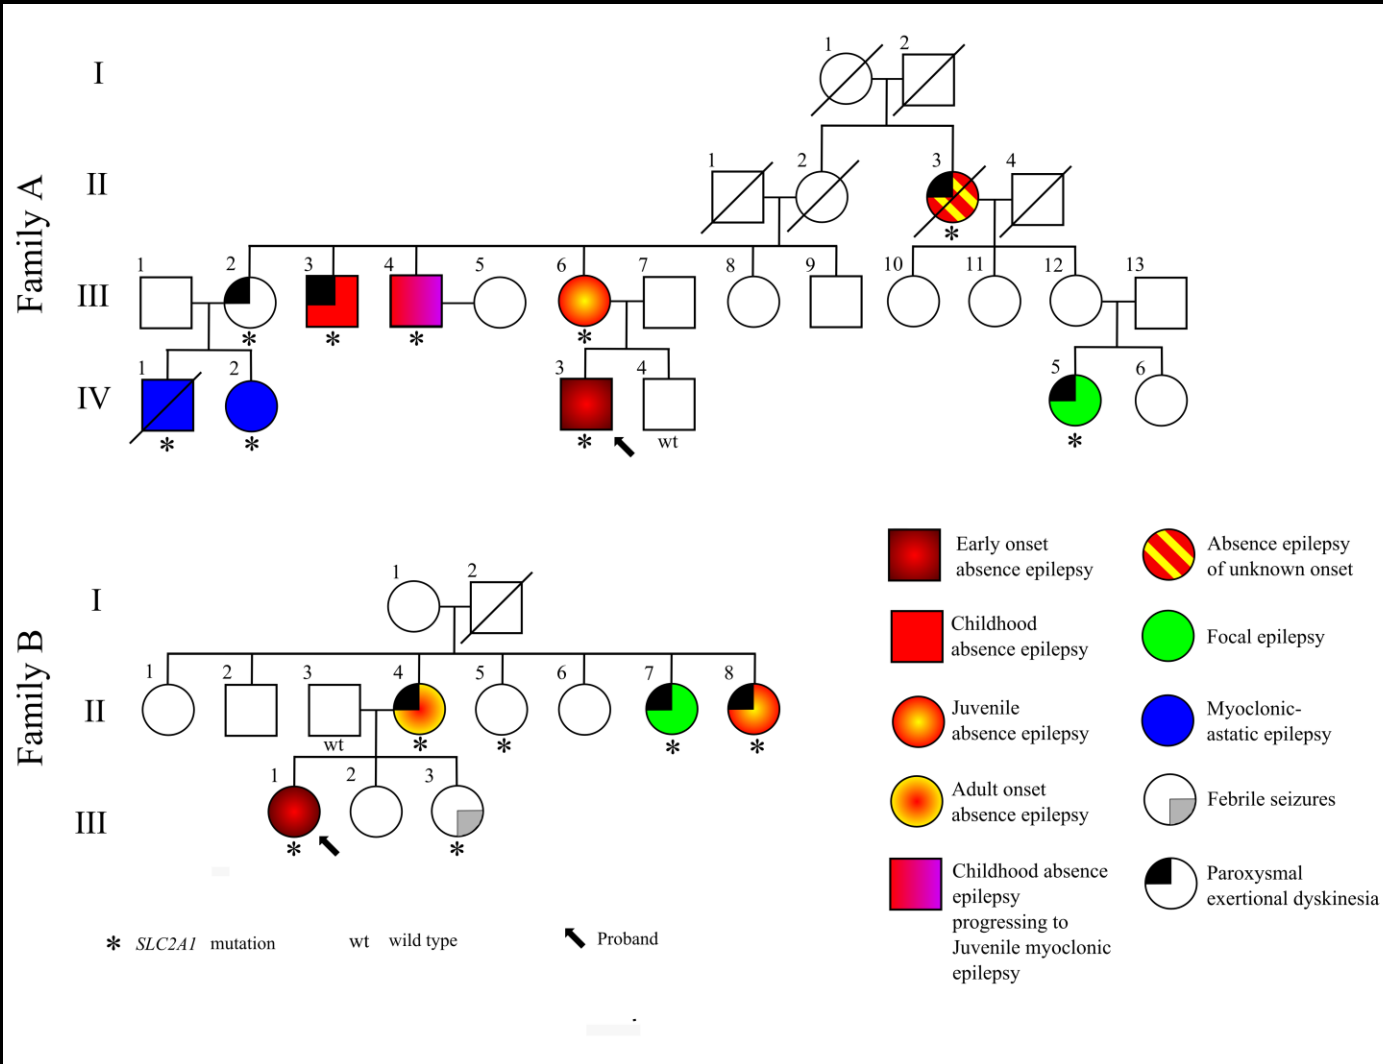 Family A
I
1 2
II
1 2 3 4
*
III
1 2 3 4 5 6 7 8 9 10 11 12 13
* * * *
IV
1 2 3 4 5 6
* * * wt *
Family B
I
1 2
II
1 2 3 4 5 6 7 8
wt * * * *
III
1 2 3
* *
Early onset
absence epilepsy
Childhood
absence epilepsy
Juvenile
absence epilepsy
Adult onset
absence epilepsy
Childhood absence
epilepsy
progressing to
Juvenile myoclonic
epilepsy
Absence epilepsy
of unknown onset
Focal epilepsy
Myoclonic-
astatic epilepsy
Febrile seizures
Paroxysmal
exertional dyskinesia
* SLC2A1 mutation wt wild type Proband